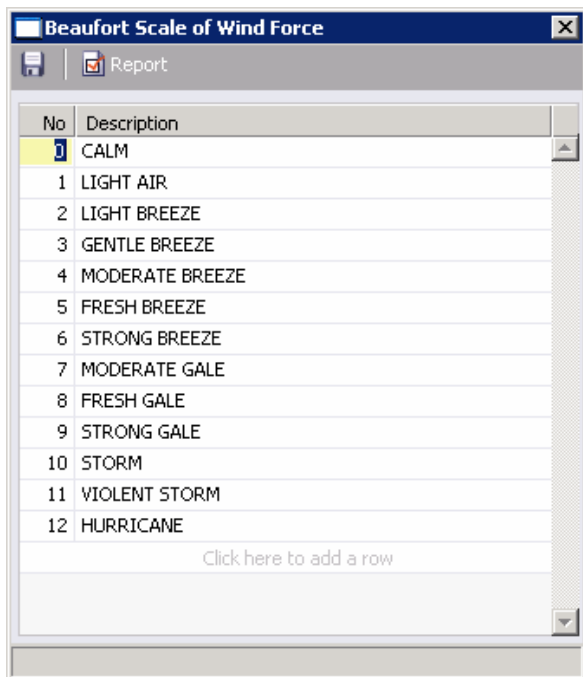 Beaufort Scale of Wind Force
Report
No Description
0 CALM
1 LIGHT AIR
2 LIGHT BREEZE
3 GENTLE BREEZE
4 MODERATE BREEZE
5 FRESH BREEZE
6 STRONG BREEZE
7 MODERATE GALE
8 FRESH GALE
9 STRONG GALE
10 STORM
11 VIOLENT STORM
12 HURRICANE
Click here to add a row